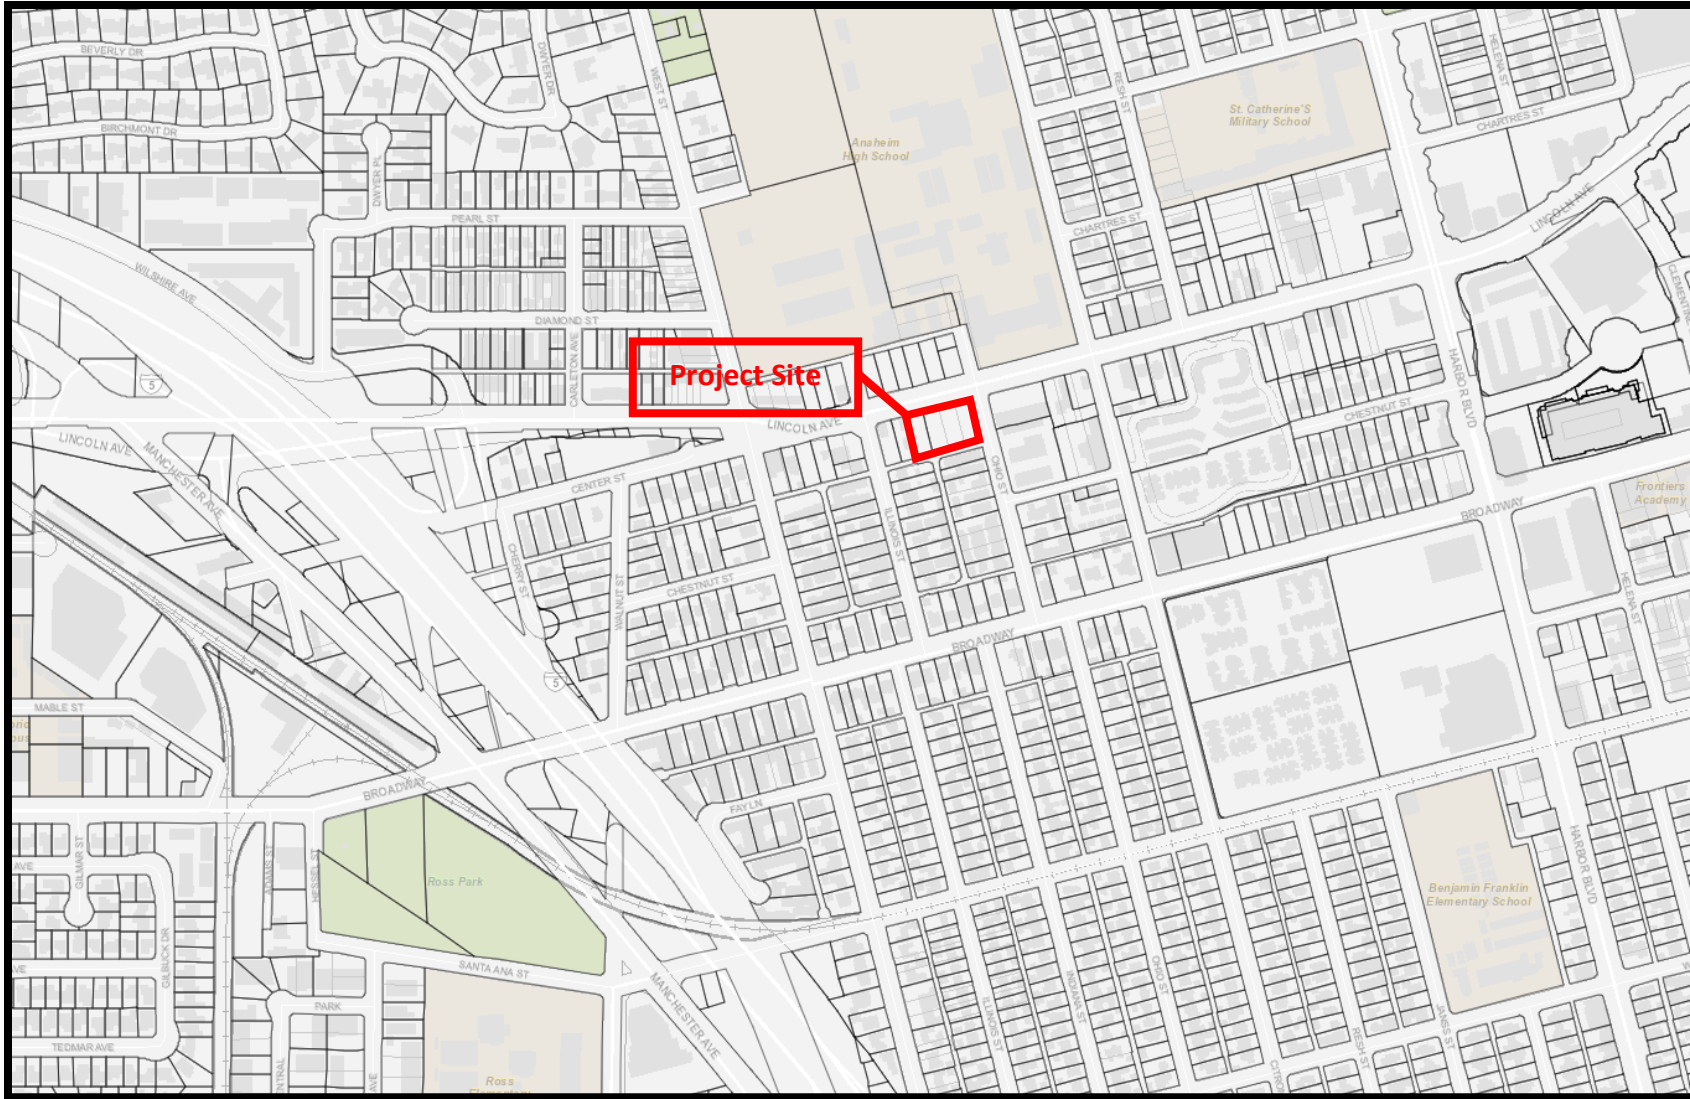 BEVERLY DR
DWYER DR
WEST ST
RESH ST
HELENA ST
St. Catherine'S
Military School
CHARTRES ST
BIRCHMONT DR
Anaheim
High School
DWYER PL
PEARL ST
CHARTRES ST
LINCOLN AVE
WILSHIRE AVE
CLEMENTINE
DIAMOND ST
CARLETON AVE
5
Project Site
HARBOR BLVD
CHESTNUT ST
LINCOLN AVE
LINCOLN AVE
MANCHESTER AVE
CENTER ST
OHIO ST
Frontiers
Academy
BROADWAY
ILLINOIS ST
CHERRY ST
WALNUT ST
CHESTNUT ST
HELENA ST
BROADWAY
5
MABLE ST
BROADWAY
FAY LN
AVE
GILMAR ST
ADAMS ST
HESSEL ST
Ross Park
HARBOR BLVD
Benjamin Franklin
Elementary School
GILBUCK DR
AVE
SANTA ANA ST
MANCHESTER AVE
ILLINOIS ST
INDIANA ST
OHIO ST
PARK
JANSS ST
RESH ST
TEDMAR AVE
AVE
Ross